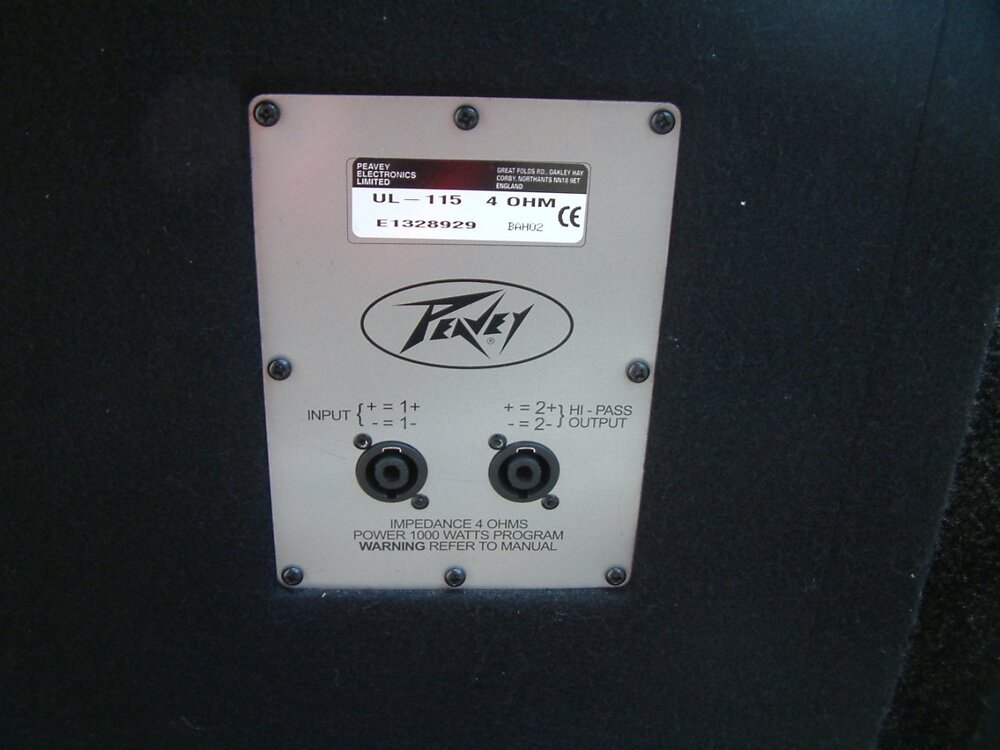 PEAVEY
ELECTRONICS
LIMITED
GREAT FOLDS RD., OAKLEY HAY
CORBY, NORTHANTS NN18 9ET
ENGLAND
UL-115 4 OHM
E1328929 BAH02 CE
PEAVEY®
INPUT { + = 1+
- = 1-
+ = 2+ } HI-PASS
- = 2- OUTPUT
IMPEDANCE 4 OHMS
POWER 1000 WATTS PROGRAM
WARNING REFER TO MANUAL